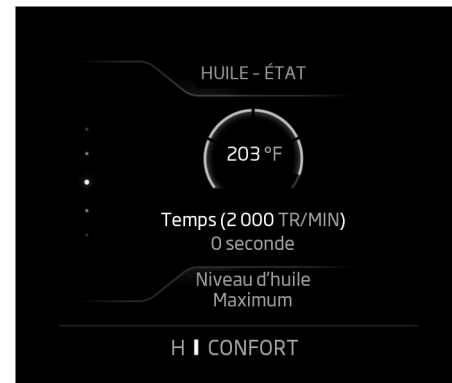 HUILE - ÉTAT
203 °F
Temps (2 000 TR/MIN)
0 seconde
Niveau d'huile
Maximum
H CONFORT